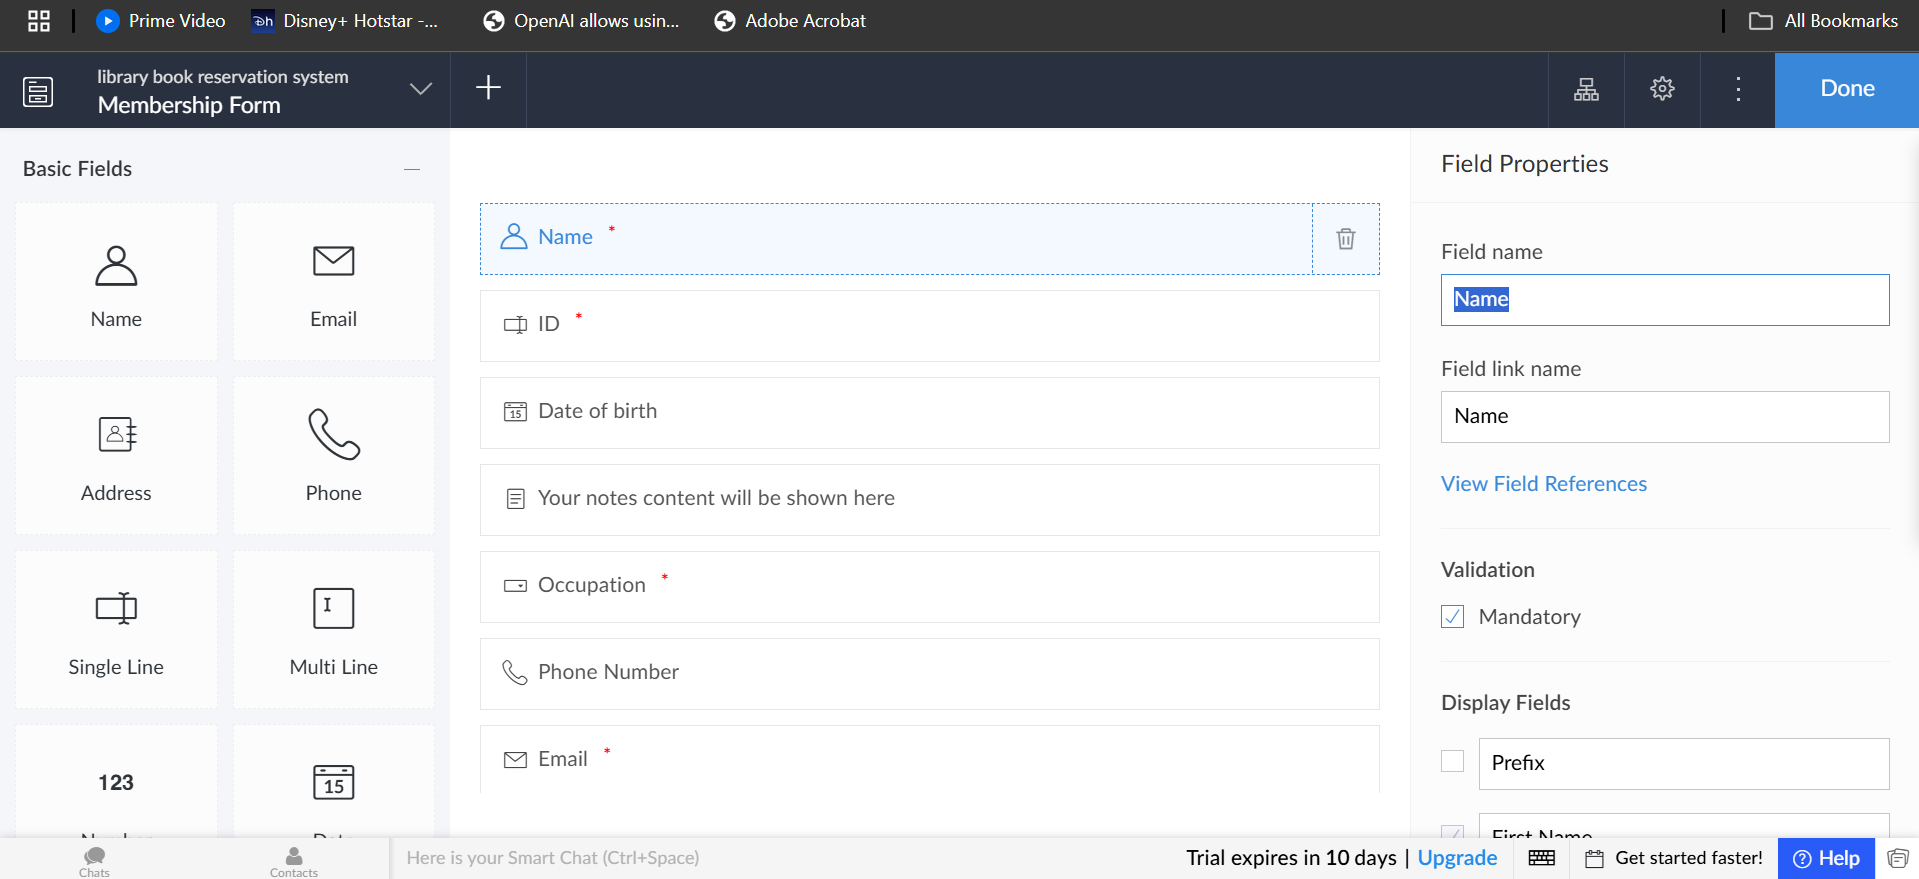 Prime Video
Disney+ Hotstar -...
OpenAI allows usin...
Adobe Acrobat
All Bookmarks
library book reservation system
Membership Form
Done
Basic Fields
Name
Email
Address
Phone
Single Line
Multi Line
123
15
Name *
ID *
15
Date of birth
Your notes content will be shown here
Occupation *
Phone Number
Email *
Field Properties
Field name
Name
Field link name
Name
View Field References
Validation
Mandatory
Display Fields
Prefix
First Name
Chats
Contacts
Here is your Smart Chat (Ctrl+Space)
Trial expires in 10 days | Upgrade
Get started faster!
Help